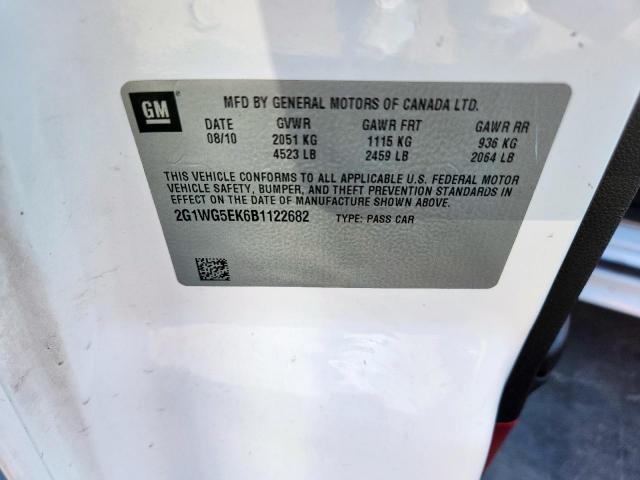 GM
MFD BY GENERAL MOTORS OF CANADA LTD.
DATE GVWR GAWR FRT GAWR RR
08/10 2051 KG 1115 KG 936 KG
4523 LB 2459 LB 2064 LB
THIS VEHICLE CONFORMS TO ALL APPLICABLE U.S. FEDERAL MOTOR
VEHICLE SAFETY, BUMPER, AND THEFT PREVENTION STANDARDS IN
EFFECT ON THE DATE OF MANUFACTURE SHOWN ABOVE.
2G1WG5EK6B1122682 TYPE: PASS CAR